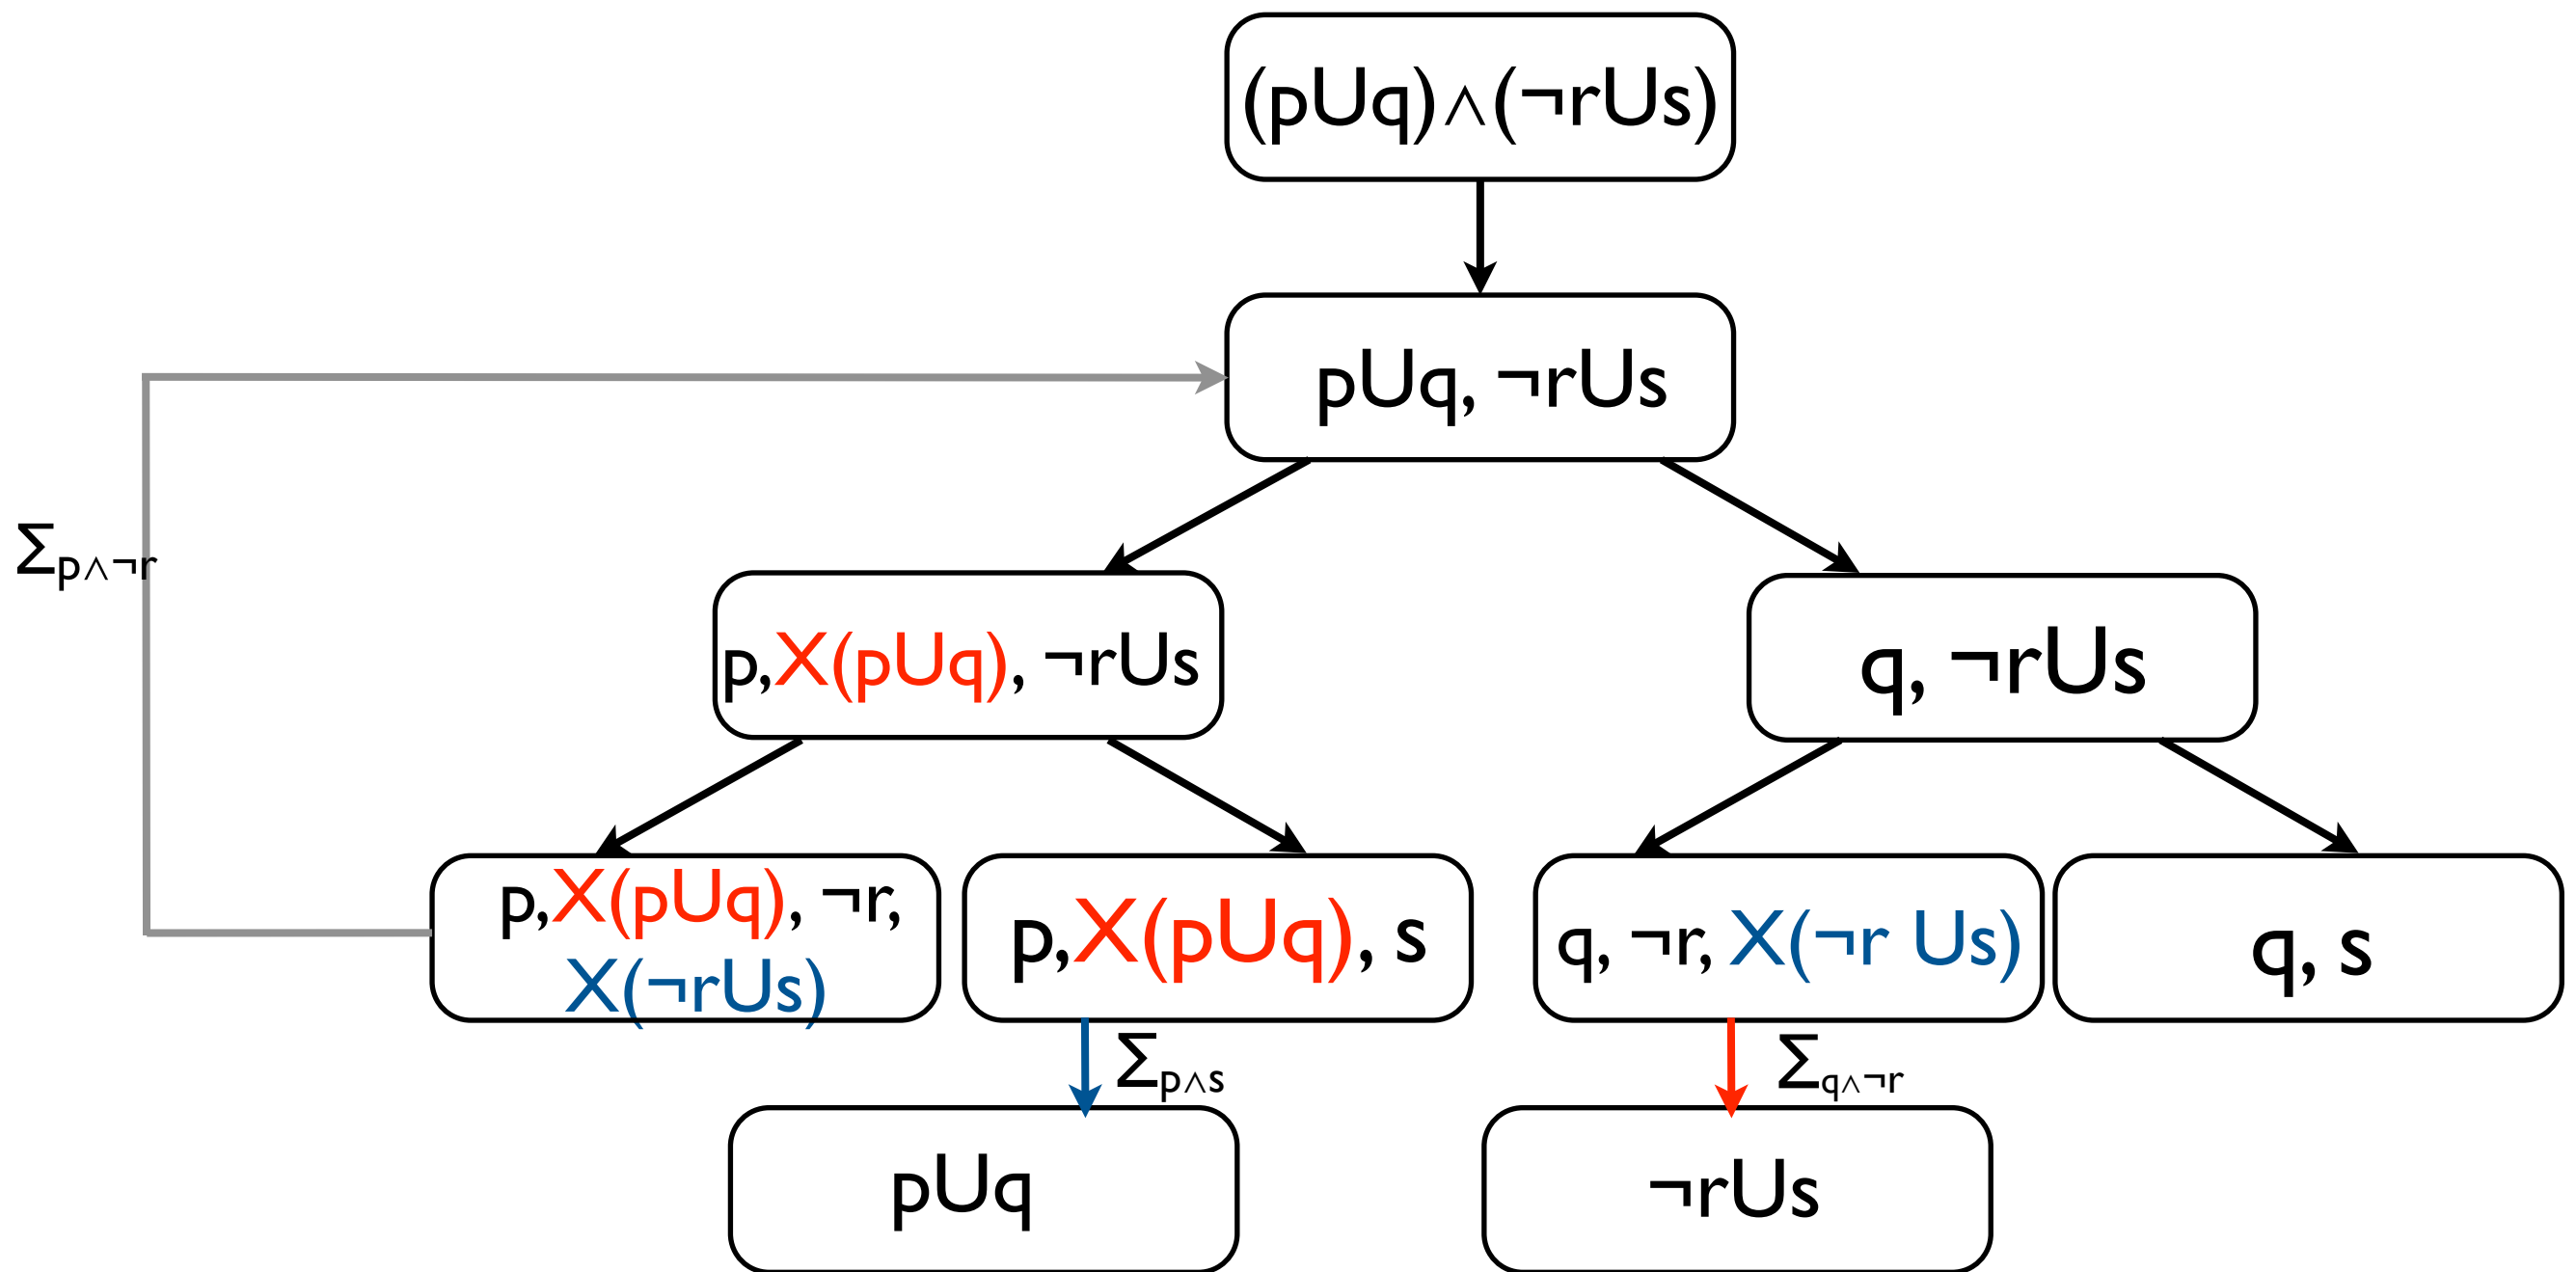 (pUq)∧(¬rUs)
pUq, ¬rUs
Σp∧¬r
p,X(pUq), ¬rUs
q, ¬rUs
p,X(pUq), ¬r,
X(¬rUs)
p,X(pUq), s
q, ¬r, X(¬r Us)
q, s
Σp∧s
Σq∧¬r
pUq
¬rUs